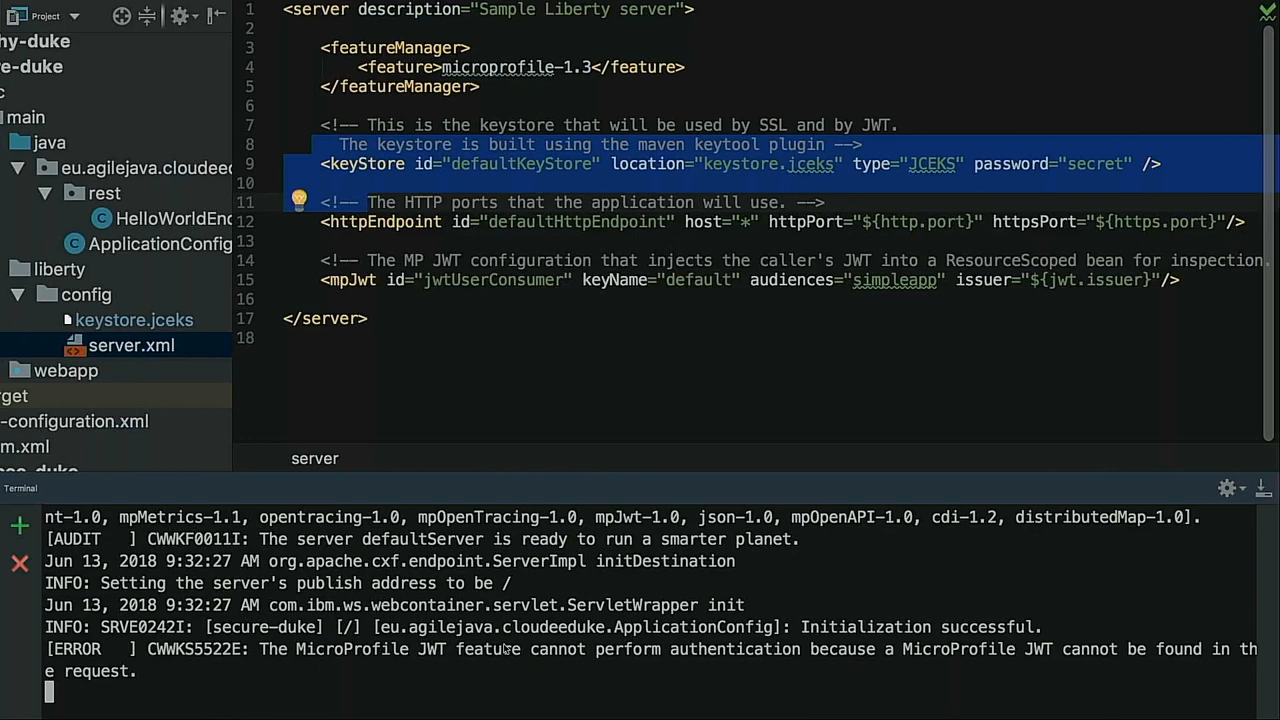 Project
hy-duke
e-duke
c
main
java
eu.agilejava.cloudeed
rest
HelloWorldEnd
ApplicationConfig
liberty
config
keystore.jceks
server.xml
webapp
rget
-configuration.xml
m.xml
1 <server description="Sample Liberty server">
2
3 <featureManager>
4 <feature>microprofile-1.3</feature>
5 </featureManager>
6
7 <!-- This is the keystore that will be used by SSL and by JWT.
8 The keystore is built using the maven keytool plugin -->
9 <keyStore id="defaultKeyStore" location="keystore.jceks" type="JCEKS" password="secret" />
10
11 <!-- The HTTP ports that the application will use. -->
12 <httpEndpoint id="defaultHttpEndpoint" host="*" httpPort="${http.port}" httpsPort="${https.port}"/>
13
14 <!-- The MP JWT configuration that injects the caller's JWT into a ResourceScoped bean for inspection.
15 <mpJwt id="jwtUserConsumer" keyName="default" audiences="simpleapp" issuer="${jwt.issuer}"/>
16
17 </server>
18
server
Terminal
nt-1.0, mpMetrics-1.1, opentracing-1.0, mpOpenTracing-1.0, mpJwt-1.0, json-1.0, mpOpenAPI-1.0, cdi-1.2, distributedMap-1.0].
[AUDIT   ] CWWKF0011I: The server defaultServer is ready to run a smarter planet.
Jun 13, 2018 9:32:27 AM org.apache.cxf.endpoint.ServerImpl initDestination
INFO: Setting the server's publish address to be /
Jun 13, 2018 9:32:27 AM com.ibm.ws.webcontainer.servlet.ServletWrapper init
INFO: SRVE0242I: [secure-duke] [/] [eu.agilejava.cloudeeduke.ApplicationConfig]: Initialization successful.
[ERROR   ] CWWKS5522E: The MicroProfile JWT feature cannot perform authentication because a MicroProfile JWT cannot be found in th
e request.